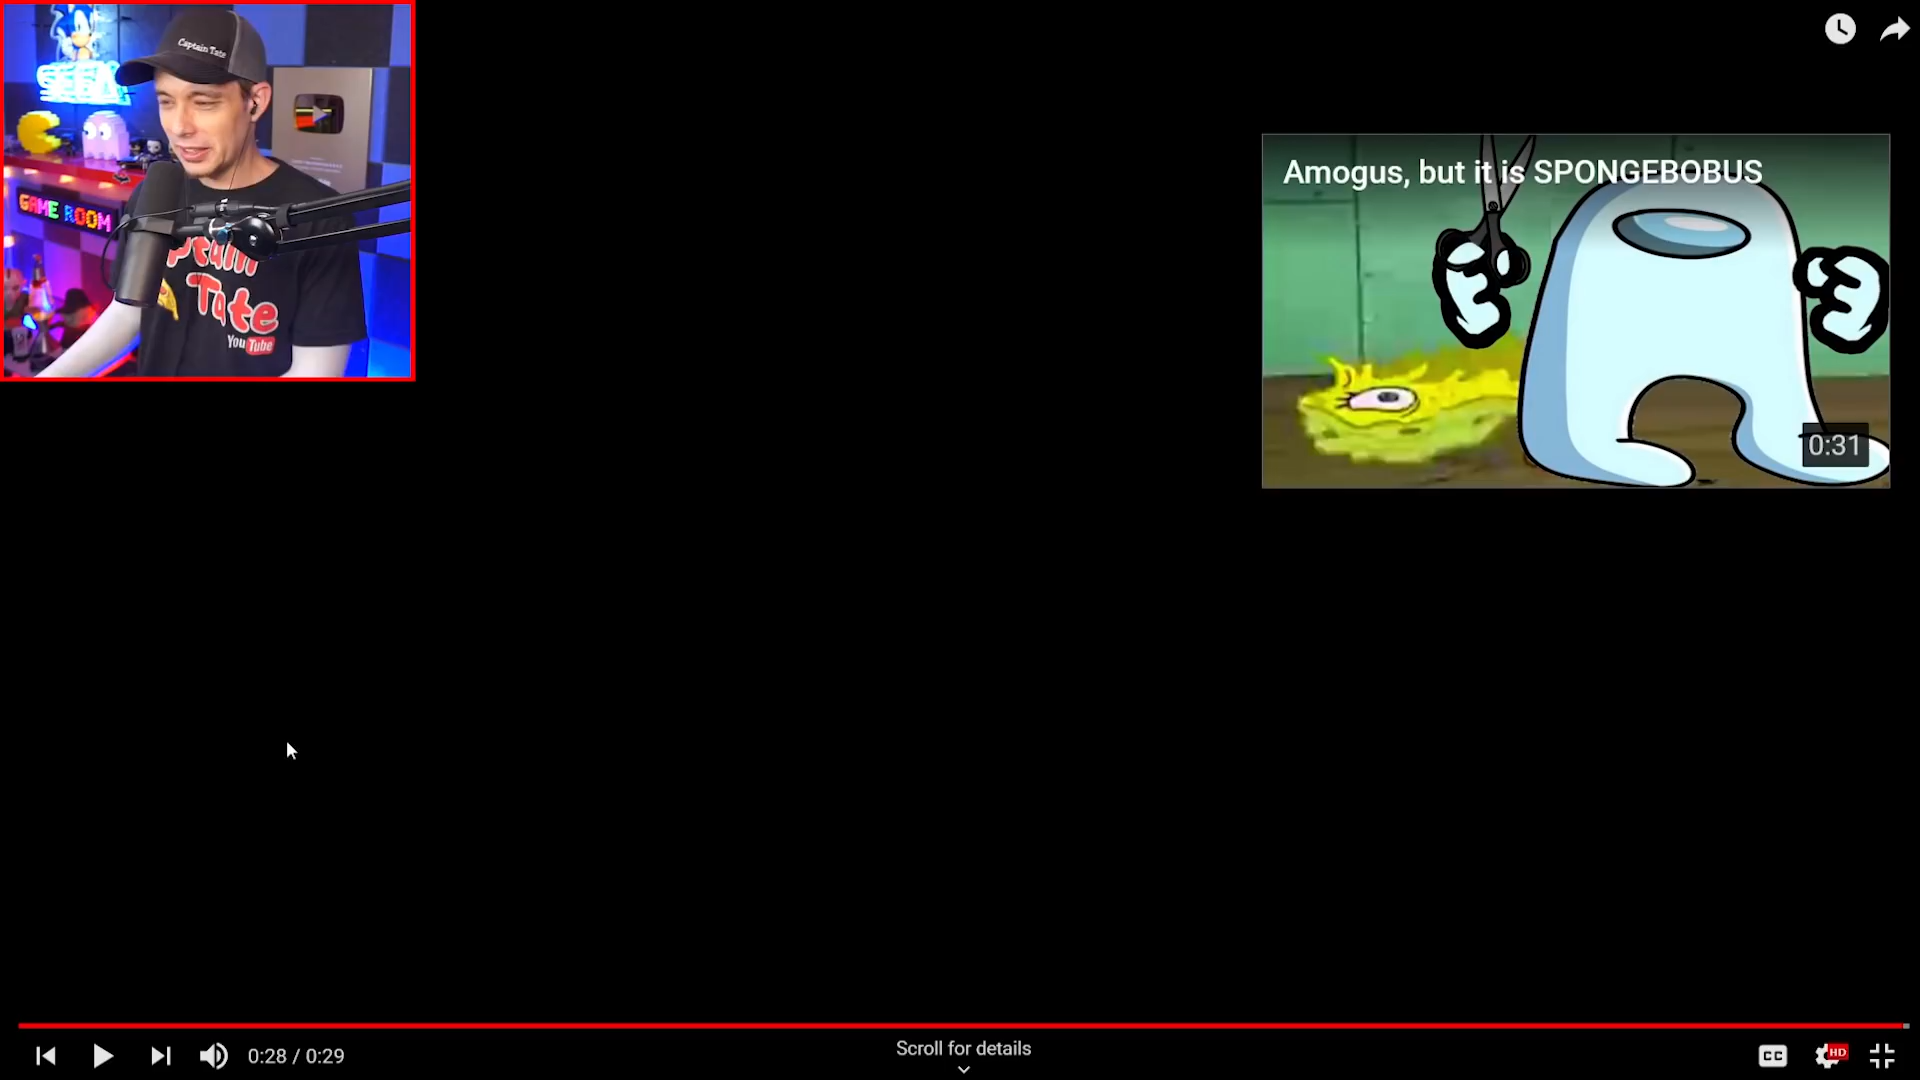 Captain Tate
SEGA
GAME ROOM
Captain
Tate
YouTube
Amogus, but it is SPONGEBOBUS
0:31
0:28 / 0:29
Scroll for details
CC
HD